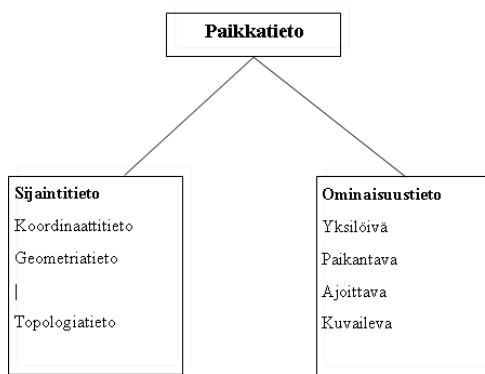 Paikkatieto
Sijaintitieto
Koordinaattitieto
Geometriatieto
|
Topologiatieto
Ominaisuustieto
Yksilöivä
Paikantava
Ajoittava
Kuvaileva